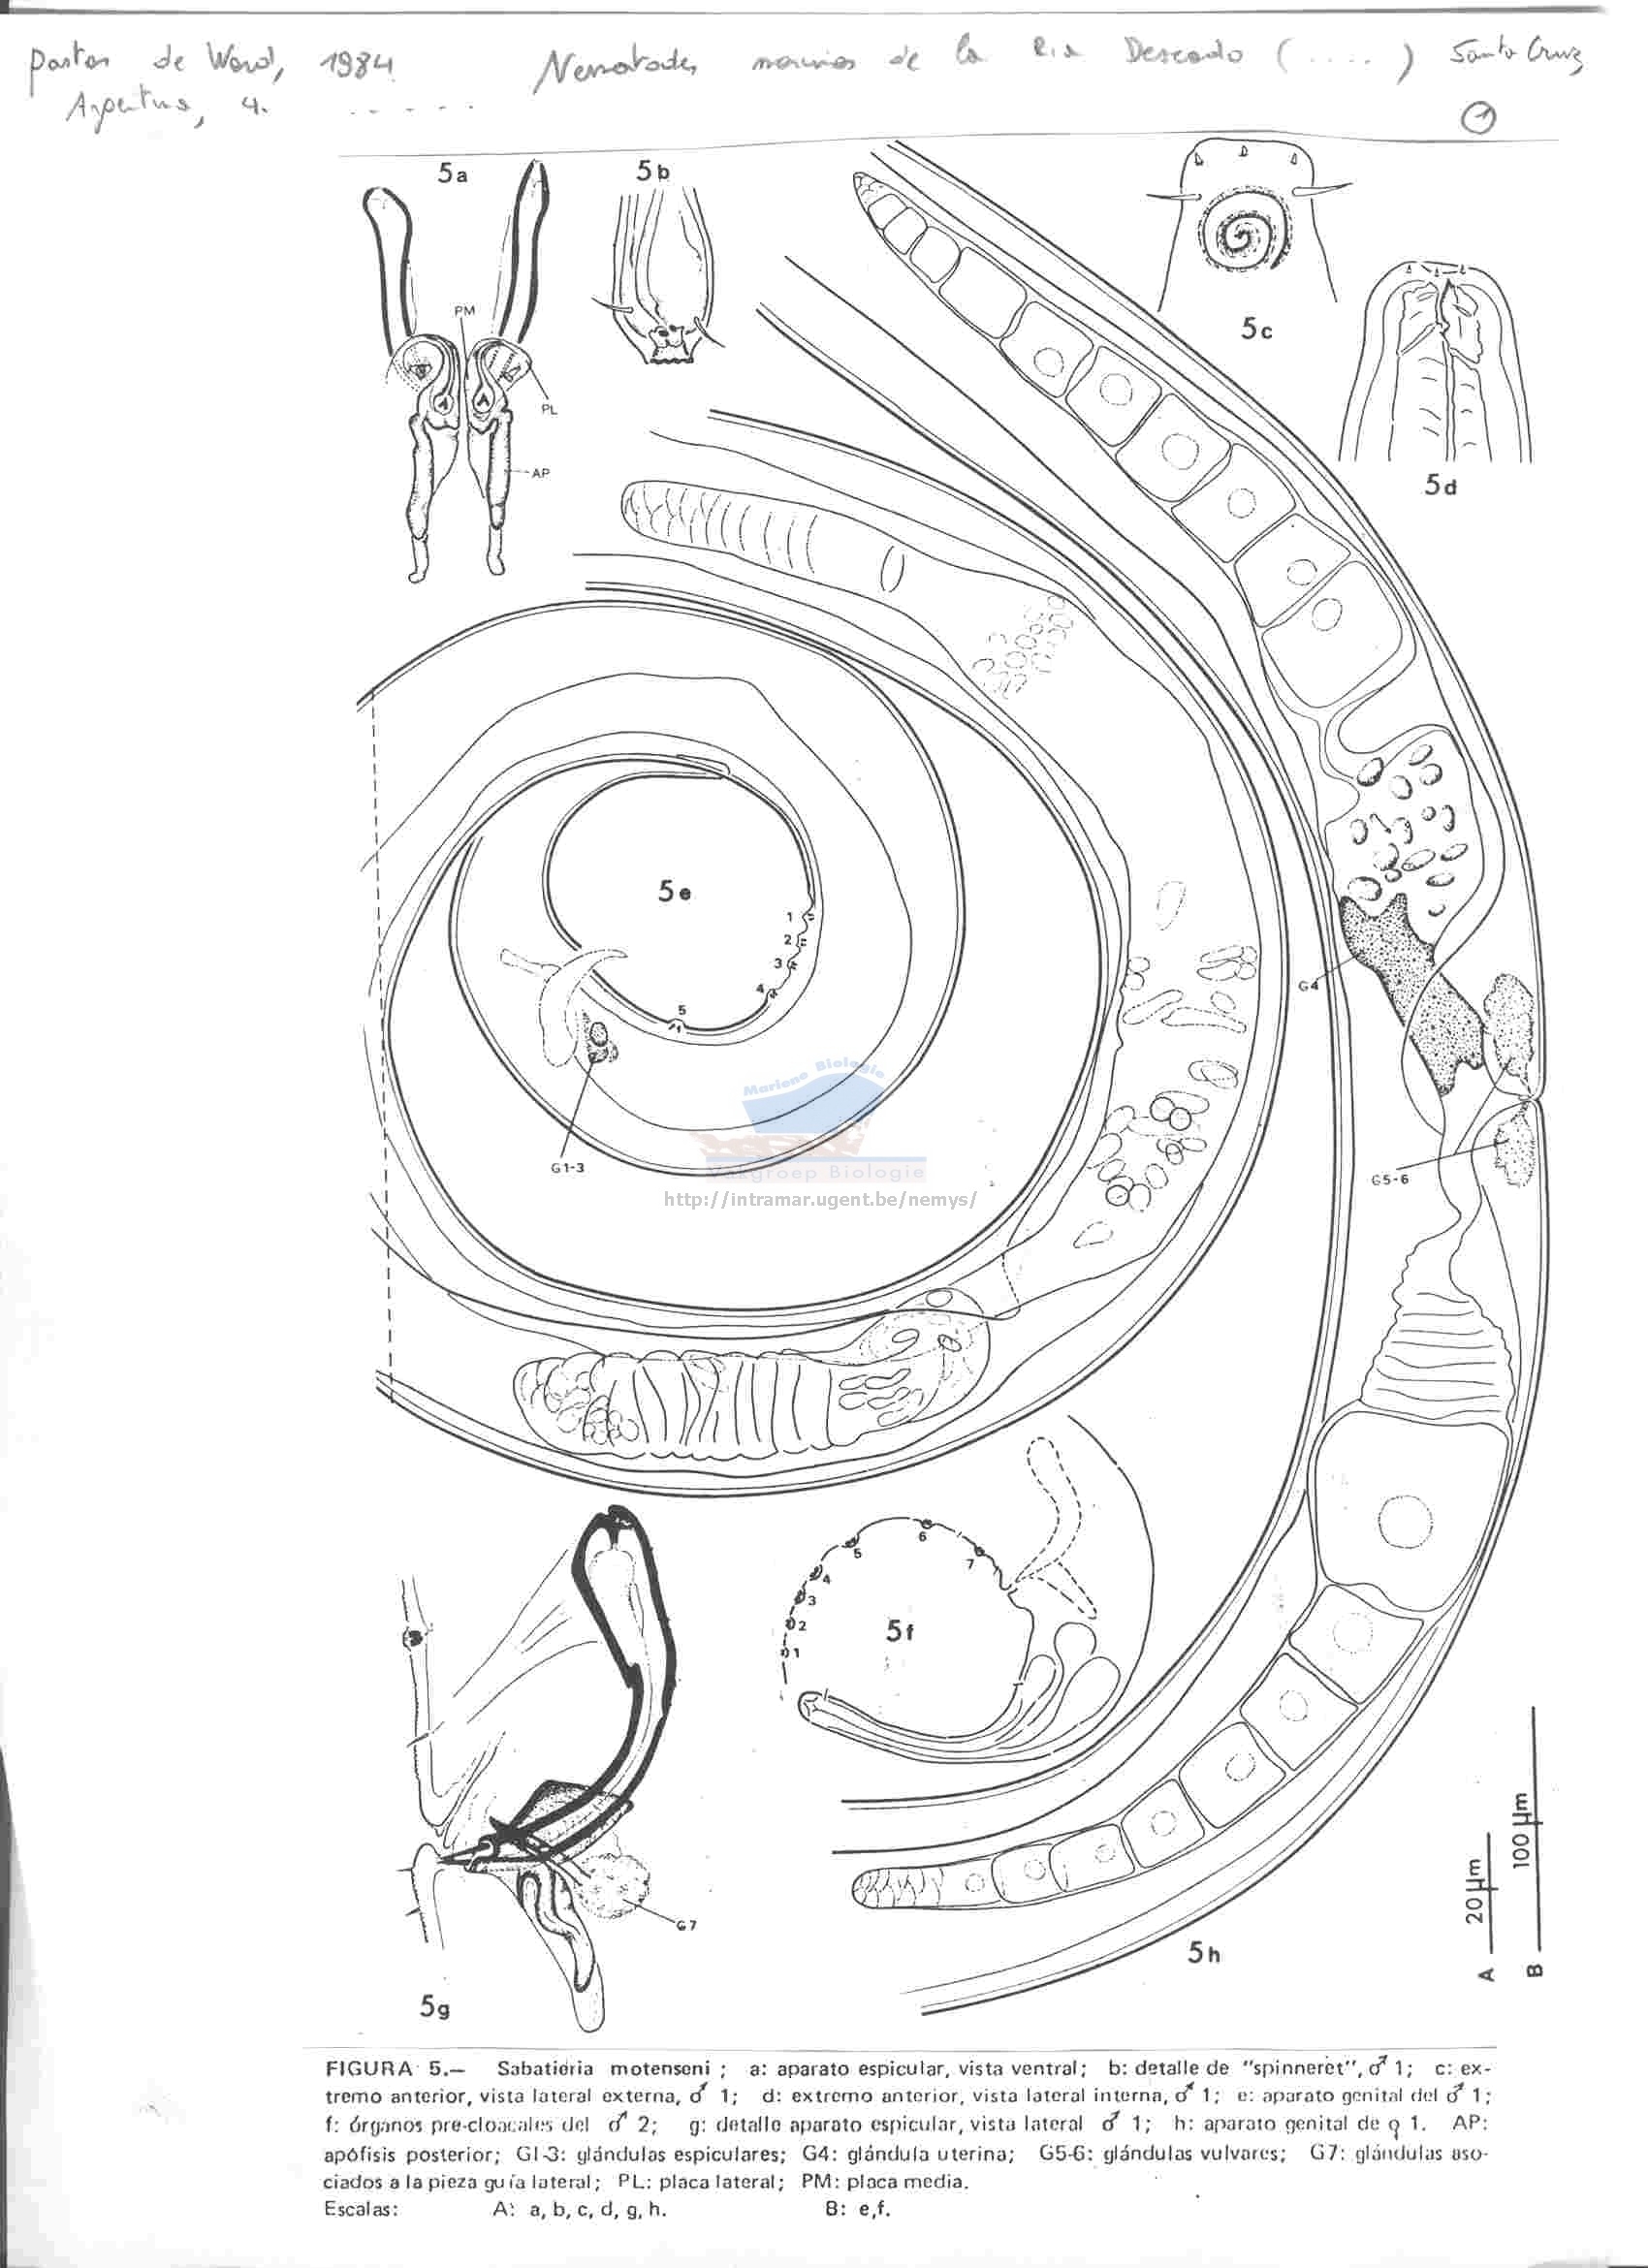 Pastor de Ward, 1984 Nematodes marinos de la Ria Deseado (....) Santa Cruz,
Argentina, 4. . . . . .
1
5a
5b
5c
5d
PM
PL
AP
5e
1
2
3
4
5
G1-3
G4
G5-6
Mariene Biologie
Vakgroep Biologie
http://intramar.ugent.be/nemys/
5f
1
2
3
4
5
6
7
5g
G7
5h
A 20 µm
B 100 µm
FIGURA 5.— Sabatieria motenseni ; a: aparato espicular, vista ventral; b: detalle de “spinneret”, ♂ 1; c: ex-
tremo anterior, vista lateral externa, ♂ 1; d: extremo anterior, vista lateral interna, ♂ 1; e: aparato genital del ♂ 1;
f: órganos pre-cloacales del ♂ 2; g: detalle aparato espicular, vista lateral ♂ 1; h: aparato genital de ♀ 1. AP:
apófisis posterior; GI-3: glándulas espiculares; G4: glándula uterina; G5-6: glándulas vulvares; G7: glándulas aso-
ciados a la pieza guía lateral; PL: placa lateral; PM: placa media.
Escalas: A: a, b, c, d, g, h. B: e,f.